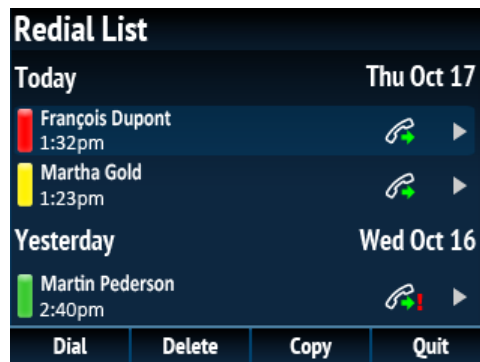 Redial List
Today Thu Oct 17
François Dupont
1:32pm
Martha Gold
1:23pm
Yesterday Wed Oct 16
Martin Pederson
2:40pm
Dial Delete Copy Quit